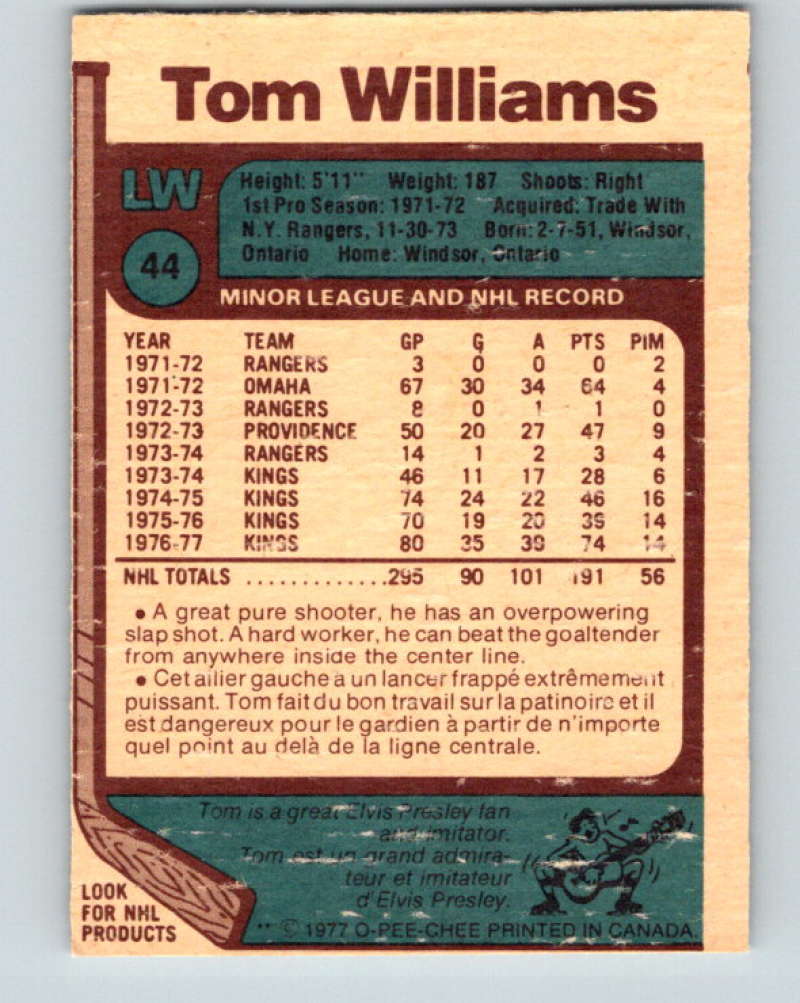 Tom Williams
LW
44
Height: 5'11" Weight: 187 Shoots: Right
1st Pro Season: 1971-72 Acquired: Trade With
N.Y. Rangers, 11-30-73 Born: 2-7-51, Windsor,
Ontario Home: Windsor, Ontario
MINOR LEAGUE AND NHL RECORD
YEAR TEAM GP G A PTS PIM
1971-72 RANGERS 3 0 0 0 2
1971-72 OMAHA 67 30 34 64 4
1972-73 RANGERS 8 0 1 1 0
1972-73 PROVIDENCE 50 20 27 47 9
1973-74 RANGERS 14 1 2 3 4
1973-74 KINGS 46 11 17 28 6
1974-75 KINGS 74 24 22 46 16
1975-76 KINGS 70 19 20 39 14
1976-77 KINGS 80 35 39 74 14
NHL TOTALS .............295 90 101 191 56
• A great pure shooter, he has an overpowering
slap shot. A hard worker, he can beat the goaltender
from anywhere inside the center line.
• Cet ailier gauche a un lancer frappé extrêmement
puissant. Tom fait du bon travail sur la patinoire et il
est dangereux pour le gardien à partir de n'importe
quel point au delà de la ligne centrale.
Tom is a great Elvis Presley fan
and imitator.
Tom est un grand admira-
teur et imitateur
d'Elvis Presley.
LOOK
FOR NHL
PRODUCTS
** © 1977 O-PEE-CHEE PRINTED IN CANADA.